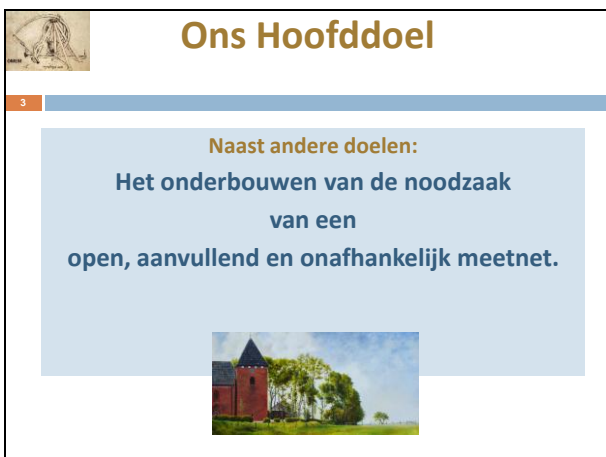 Ons Hoofddoel
3
Naast andere doelen:
Het onderbouwen van de noodzaak
van een
open, aanvullend en onafhankelijk meetnet.